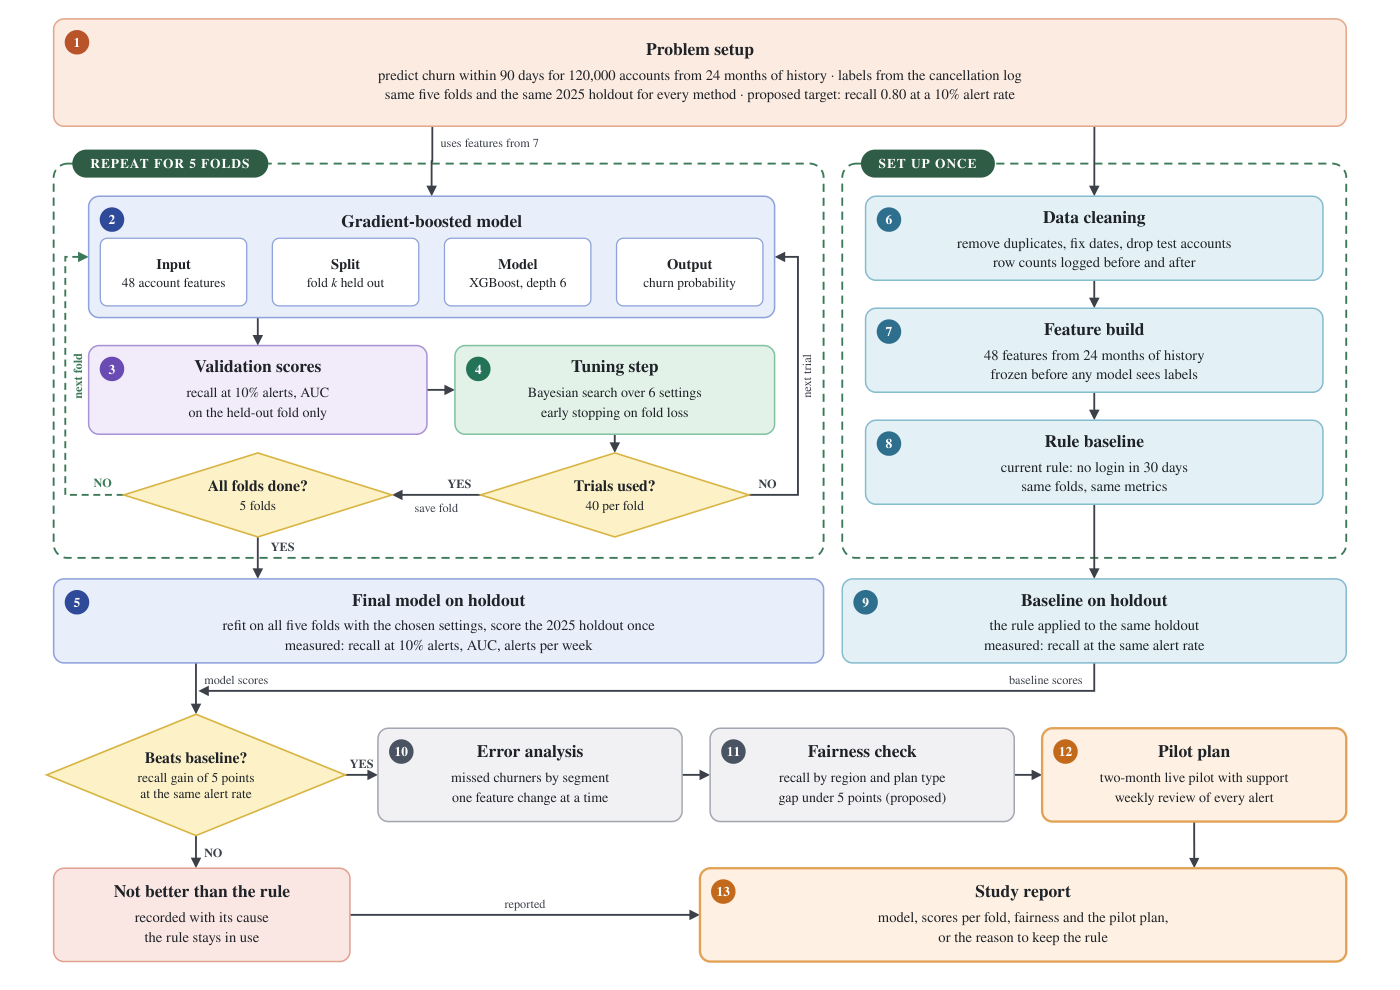 1
Problem setup
predict churn within 90 days for 120,000 accounts from 24 months of history · labels from the cancellation log
same five folds and the same 2025 holdout for every method · proposed target: recall 0.80 at a 10% alert rate
uses features from 7
REPEAT FOR 5 FOLDS
2
Gradient-boosted model
Input
48 account features
Split
fold k held out
Model
XGBoost, depth 6
Output
churn probability
3
Validation scores
recall at 10% alerts, AUC
on the held-out fold only
4
Tuning step
Bayesian search over 6 settings
early stopping on fold loss
next fold
next trial
All folds done?
5 folds
NO
YES
save fold
Trials used?
40 per fold
NO
YES
SET UP ONCE
6
Data cleaning
remove duplicates, fix dates, drop test accounts
row counts logged before and after
7
Feature build
48 features from 24 months of history
frozen before any model sees labels
8
Rule baseline
current rule: no login in 30 days
same folds, same metrics
5
Final model on holdout
refit on all five folds with the chosen settings, score the 2025 holdout once
measured: recall at 10% alerts, AUC, alerts per week
9
Baseline on holdout
the rule applied to the same holdout
measured: recall at the same alert rate
model scores
baseline scores
Beats baseline?
recall gain of 5 points
at the same alert rate
YES
NO
10
Error analysis
missed churners by segment
one feature change at a time
11
Fairness check
recall by region and plan type
gap under 5 points (proposed)
12
Pilot plan
two-month live pilot with support
weekly review of every alert
Not better than the rule
recorded with its cause
the rule stays in use
reported
13
Study report
model, scores per fold, fairness and the pilot plan,
or the reason to keep the rule